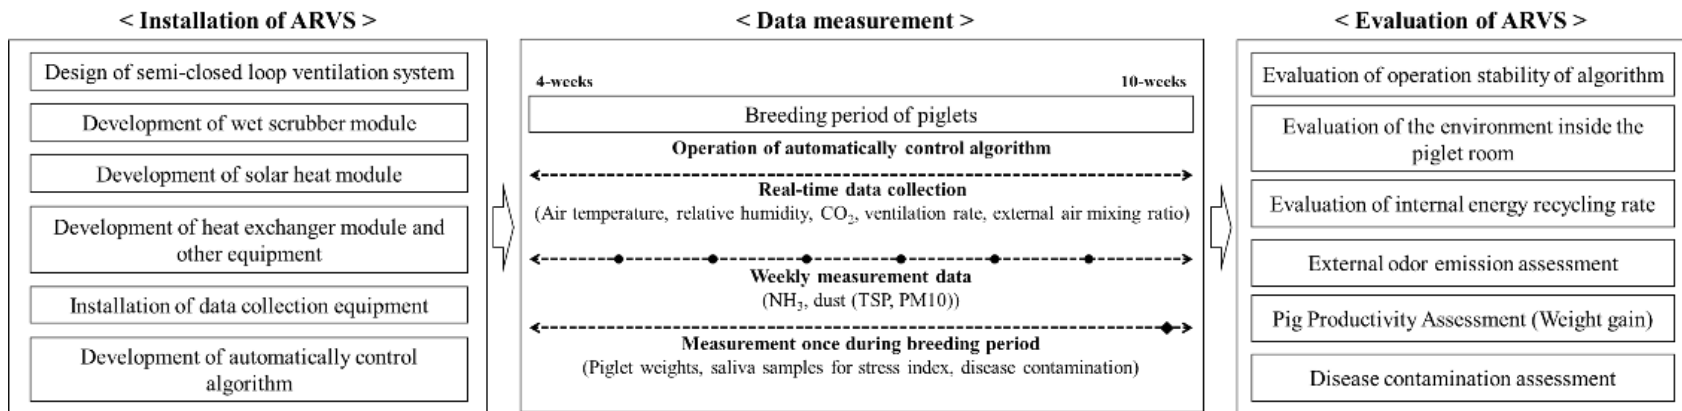 < Installation of ARVS >
Design of semi-closed loop ventilation system
Development of wet scrubber module
Development of solar heat module
Development of heat exchanger module and
other equipment
Installation of data collection equipment
Development of automatically control
algorithm
< Data measurement >
4-weeks
10-weeks
Breeding period of piglets
Operation of automatically control algorithm
Real-time data collection
(Air temperature, relative humidity, CO₂, ventilation rate, external air mixing ratio)
Weekly measurement data
(NH₃, dust (TSP, PM10))
Measurement once during breeding period
(Piglet weights, saliva samples for stress index, disease contamination)
< Evaluation of ARVS >
Evaluation of operation stability of algorithm
Evaluation of the environment inside the
piglet room
Evaluation of internal energy recycling rate
External odor emission assessment
Pig Productivity Assessment (Weight gain)
Disease contamination assessment